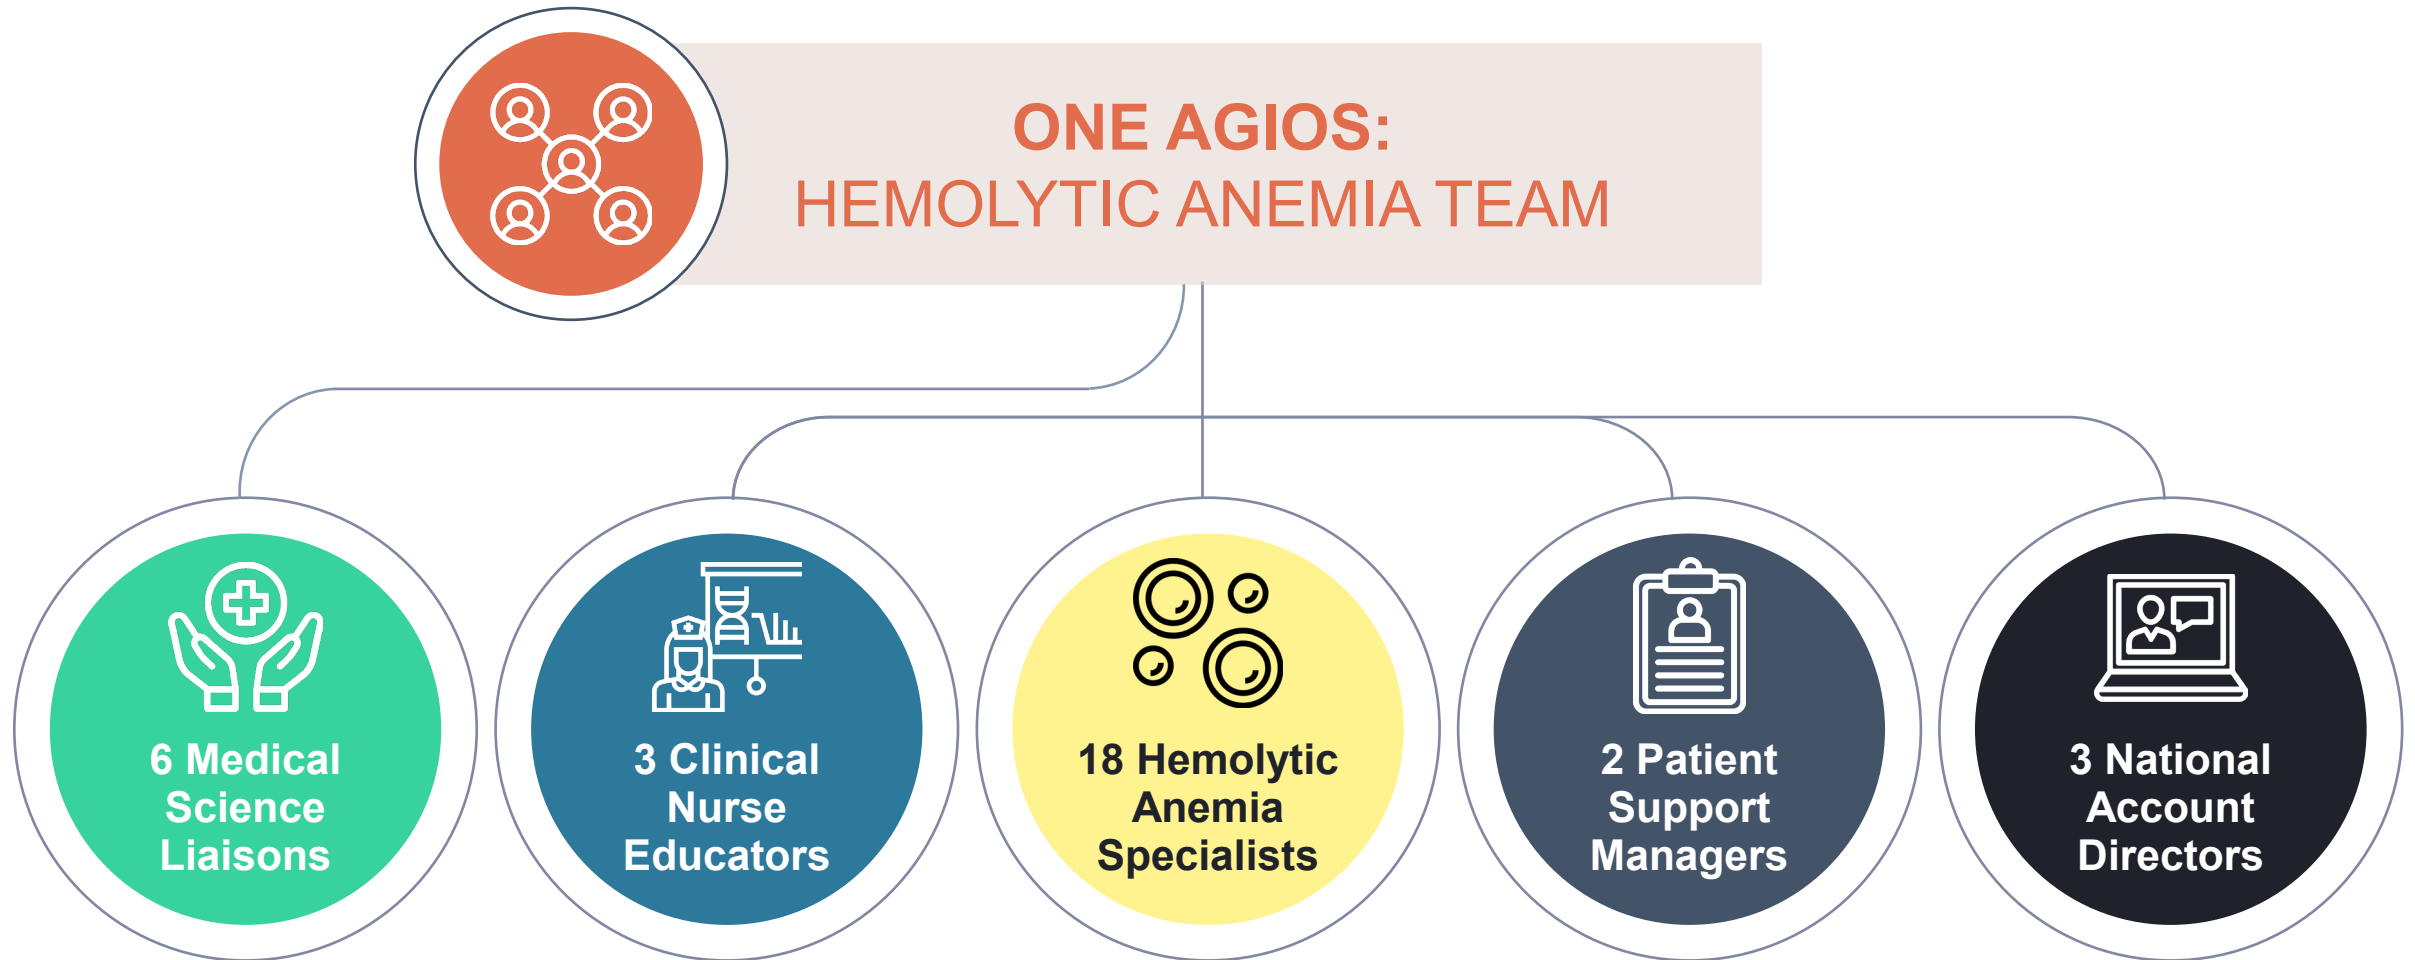 ONE AGIOS:
HEMOLYTIC ANEMIA TEAM
6 Medical
Science
Liaisons
3 Clinical
Nurse
Educators
18 Hemolytic
Anemia
Specialists
2 Patient
Support
Managers
3 National
Account
Directors